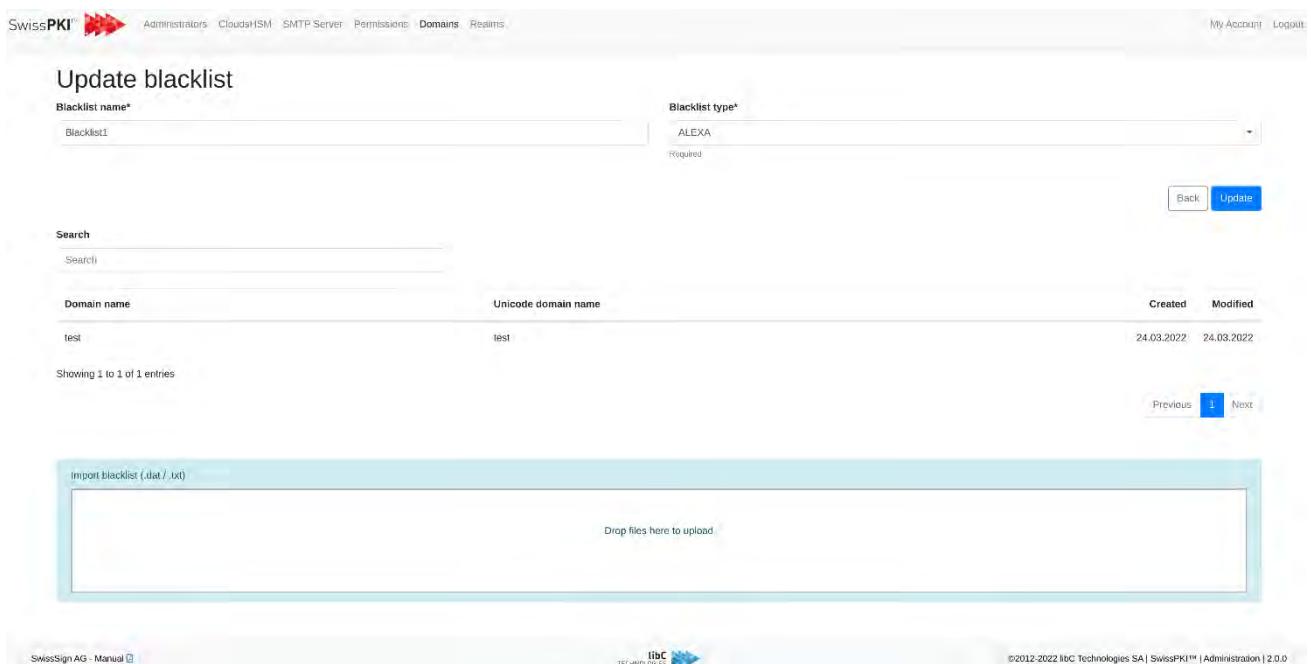 SwissPKI™ Administrators CloudsHSM SMTP Server Permissions Domains Realms My Account Logout
Update blacklist
Blacklist name* Blacklist type*
Blacklist1 ALEXA
Required
Back Update
Search
Search
Domain name Unicode domain name Created Modified
test test 24.03.2022 24.03.2022
Showing 1 to 1 of 1 entries
Previous 1 Next
Import blacklist (.dat / .txt)
Drop files here to upload
SwissSign AG - Manual libC TECHNOLOGIES ©2012-2022 libC Technologies SA | SwissPKI™ | Administration | 2.0.0